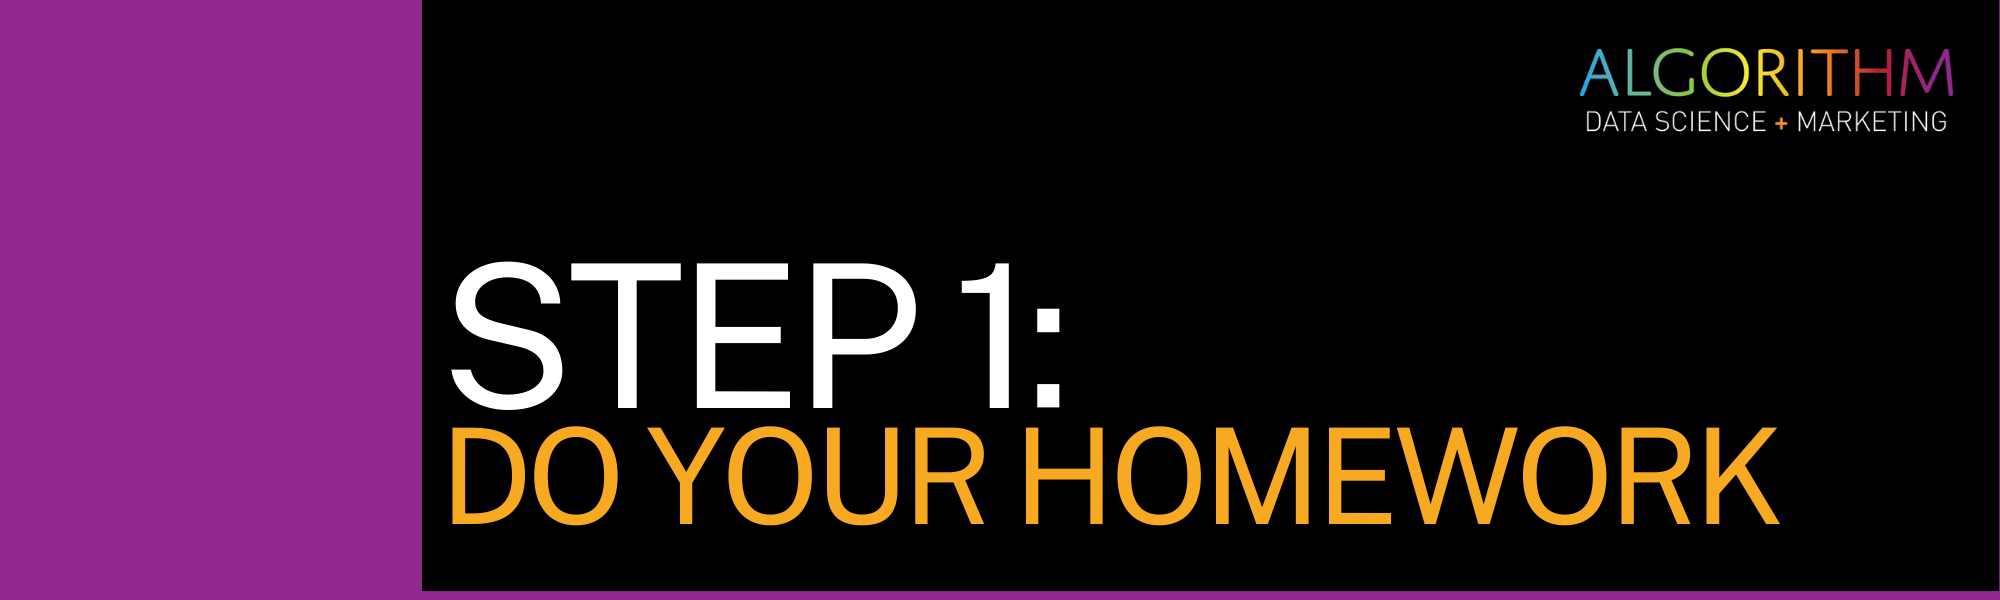 ALGORITHM
DATA SCIENCE + MARKETING
STEP 1:
DO YOUR HOMEWORK